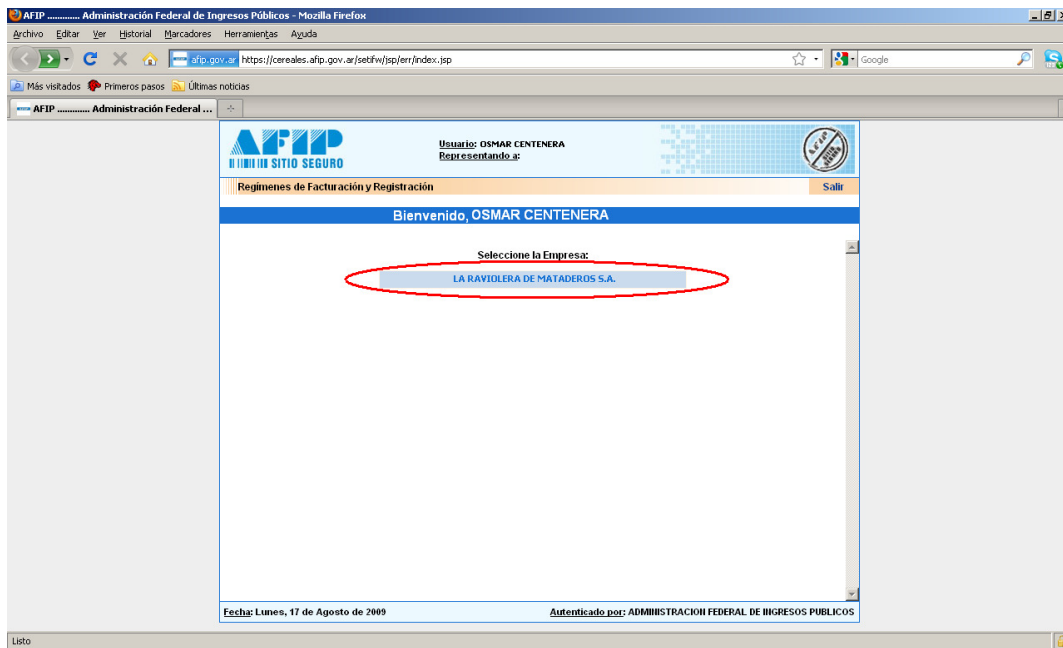 AFIP ............ Administración Federal de Ingresos Públicos - Mozilla Firefox
Archivo Editar Ver Historial Marcadores Herramientas Ayuda
afip.gov.ar https://cereales.afip.gov.ar/setifw/jsp/err/index.jsp Google
Más visitados Primeros pasos Últimas noticias
AFIP ............ Administración Federal ...
AFIP
SITIO SEGURO
Usuario: OSMAR CENTENERA
Representando a:
Regímenes de Facturación y Registración Salir
Bienvenido, OSMAR CENTENERA
Seleccione la Empresa:
LA RAVIOLERA DE MATADEROS S.A.
Fecha: Lunes, 17 de Agosto de 2009 Autenticado por: ADMINISTRACION FEDERAL DE INGRESOS PUBLICOS
Listo